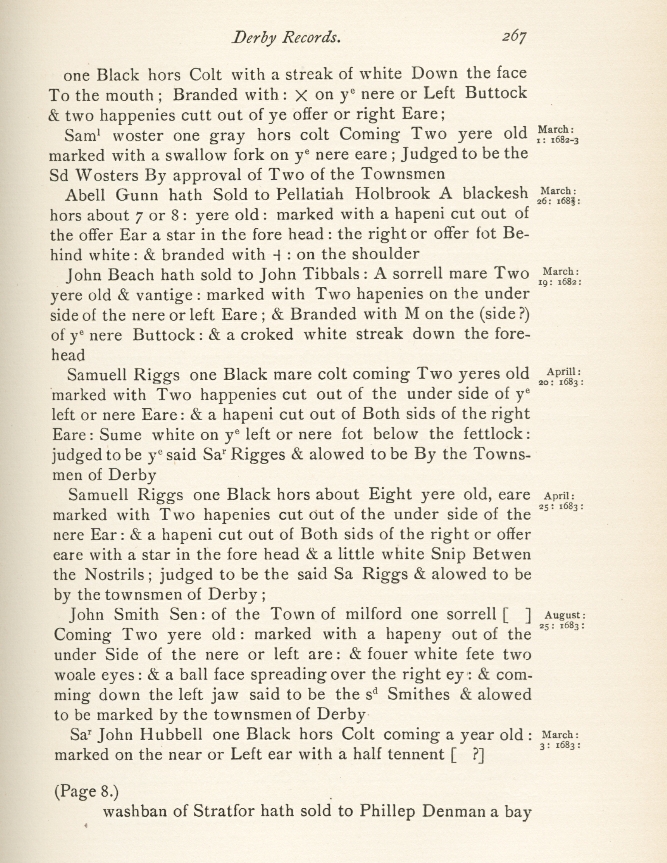 Derby Records. 267
one Black hors Colt with a streak of white Down the face
To the mouth ; Branded with : X on yᵉ nere or Left Buttock
& two happenies cutt out of ye offer or right Eare ;
Samˡ woster one gray hors colt Coming Two yere old
March :
1 : 1682-3
marked with a swallow fork on yᵉ nere eare ; Judged to be the
Sd Wosters By approval of Two of the Townsmen
Abell Gunn hath Sold to Pellatiah Holbrook A blackesh
March :
hors about 7 or 8 : yere old : marked with a hapeni cut out of
the offer Ear a star in the fore head : the right or offer fot Be-
hind white : & branded with ⊣ : on the shoulder
John Beach hath sold to John Tibbals : A sorrell mare Two
March :
19 : 1682 :
yere old & vantige : marked with Two hapenies on the under
side of the nere or left Eare ; & Branded with M on the (side ?)
of yᵉ nere Buttock : & a croked white streak down the fore-
head
Samuell Riggs one Black mare colt coming Two yeres old
Aprill :
20 : 1683 :
marked with Two happenies cut out of the under side of yᵉ
left or nere Eare : & a hapeni cut out of Both sids of the right
Eare : Sume white on yᵉ left or nere fot below the fettlock :
judged to be yᵉ said Saʳ Rigges & alowed to be By the Towns-
men of Derby
Samuell Riggs one Black hors about Eight yere old, eare
April :
25 : 1683 :
marked with Two hapenies cut out of the under side of the
nere Ear : & a hapeni cut out of Both sids of the right or offer
eare with a star in the fore head & a little white Snip Betwen
the Nostrils ; judged to be the said Sa Riggs & alowed to be
by the townsmen of Derby ;
John Smith Sen : of the Town of milford one sorrell [ ]
August :
25 : 1683 :
Coming Two yere old : marked with a hapeny out of the
under Side of the nere or left are : & fouer white fete two
woale eyes : & a ball face spreading over the right ey : & com-
ming down the left jaw said to be the sᵈ Smithes & alowed
to be marked by the townsmen of Derby
Saʳ John Hubbell one Black hors Colt coming a year old :
March :
3 : 1683 :
marked on the near or Left ear with a half tennent [ ?]
(Page 8.)
washban of Stratfor hath sold to Phillep Denman a bay